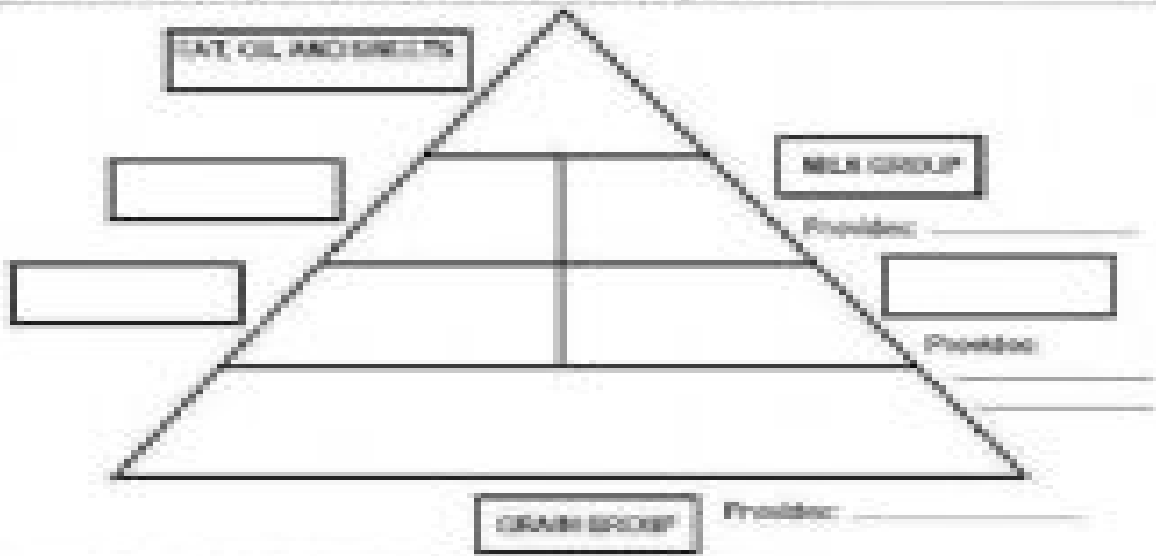 FAT, OIL AND SWEETS
MILK GROUP
Provides:
Provides:
GRAIN GROUP
Provides: